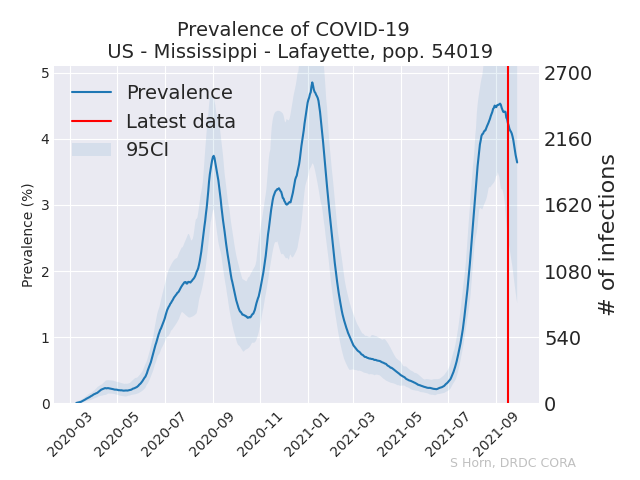 Prevalence of COVID-19
US - Mississippi - Lafayette, pop. 54019
Prevalence
Latest data
95CI
Prevalence (%)
5
4
3
2
1
0
2700
2160
1620
1080
540
0
# of infections
2020-03
2020-05
2020-07
2020-09
2020-11
2021-01
2021-03
2021-05
2021-07
2021-09
S Horn, DRDC CORA